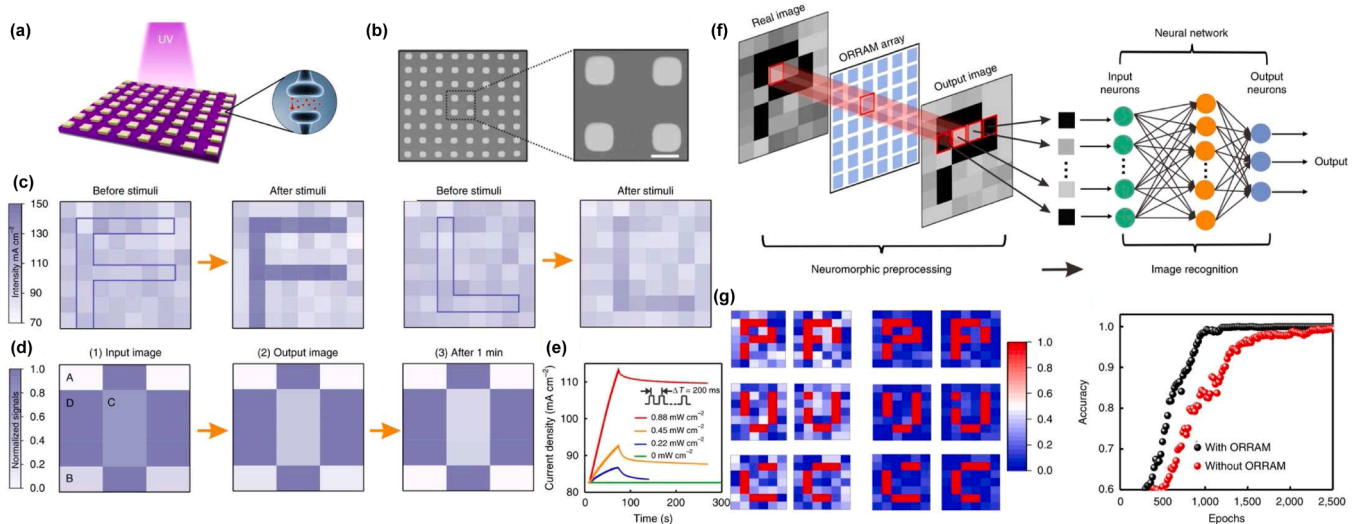 (a)
UV
(b)
(c)
Before stimuli
After stimuli
Before stimuli
After stimuli
Intensity mA cm⁻²
150
130
110
90
70
(d)
(1) Input image
(2) Output image
(3) After 1 min
Normalized signals
1.0
0.8
0.6
0.4
0.2
0.0
A
D
C
B
(e)
Current density (mA cm⁻²)
110
100
90
80
0
100
200
300
Time (s)
ΔT = 200 ms
0.88 mW cm⁻²
0.45 mW cm⁻²
0.22 mW cm⁻²
0 mW cm⁻²
(f)
Real image
ORRAM array
Output image
Neural network
Input
neurons
Output
neurons
Output
Neuromorphic preprocessing
Image recognition
(g)
1.0
0.8
0.6
0.4
0.2
0.0
Accuracy
1.0
0.9
0.8
0.7
0.6
With ORRAM
Without ORRAM
0
500
1,000
1,500
2,000
2,500
Epochs